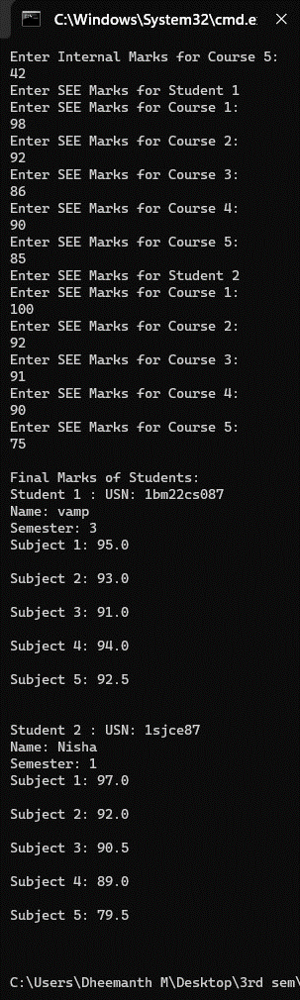 C:\Windows\System32\cmd.e
Enter Internal Marks for Course 5:
42
Enter SEE Marks for Student 1
Enter SEE Marks for Course 1:
98
Enter SEE Marks for Course 2:
92
Enter SEE Marks for Course 3:
86
Enter SEE Marks for Course 4:
90
Enter SEE Marks for Course 5:
85
Enter SEE Marks for Student 2
Enter SEE Marks for Course 1:
100
Enter SEE Marks for Course 2:
92
Enter SEE Marks for Course 3:
91
Enter SEE Marks for Course 4:
90
Enter SEE Marks for Course 5:
75
Final Marks of Students:
Student 1 : USN: 1bm22cs087
Name: vamp
Semester: 3
Subject 1: 95.0
Subject 2: 93.0
Subject 3: 91.0
Subject 4: 94.0
Subject 5: 92.5
Student 2 : USN: 1sjce87
Name: Nisha
Semester: 1
Subject 1: 97.0
Subject 2: 92.0
Subject 3: 90.5
Subject 4: 89.0
Subject 5: 79.5
C:\Users\Dheemanth M\Desktop\3rd sem\